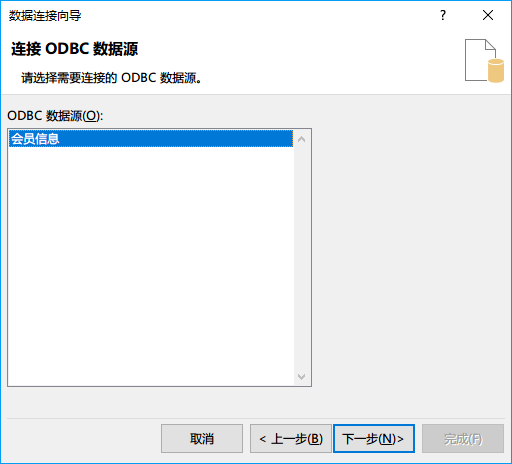 数据连接向导
?
连接 ODBC 数据源
请选择需要连接的 ODBC 数据源。
ODBC 数据源(O):
会员信息
取消
< 上一步(B)
下一步(N)>
完成(F)